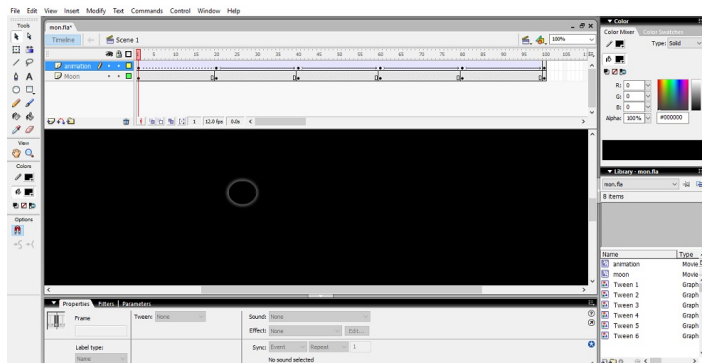 File Edit View Insert Modify Text Commands Control Window Help
Tools
mon.fla*
Timeline Scene 1 100%
1 5 10 15 20 25 30 35 40 45 50 55 60 65 70 75 80 85 90 95 100 105
animation
Moon
1 12.0 fps 0.0s
View
Colors
Options
Properties Filters Parameters
Frame Tween: None Sound: None
Effect: None Edit...
Label type: Sync: Event Repeat 1
Name No sound selected
Color
Color Mixer Color Swatches
Type: Solid
R: 0
G: 0
B: 0
Alpha: 100% #000000
Library - mon.fla
mon.fla
8 items
Name Type
animation Movie
moon Movie
Tween 1 Graph
Tween 2 Graph
Tween 3 Graph
Tween 4 Graph
Tween 5 Graph
Tween 6 Graph